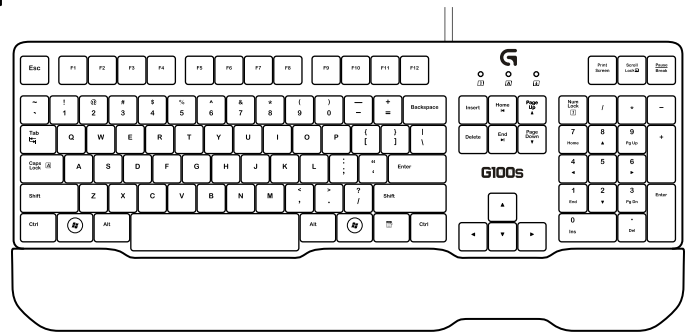 Esc F1 F2 F3 F4 F5 F6 F7 F8 F9 F10 F11 F12 Print Screen Scroll Lock Pause Break
1 A
~ ` ! 1 @ 2 # 3 $ 4 % 5 ^ 6 & 7 * 8 ( 9 ) 0 — – + = Backspace Insert Home Page Up Num Lock 1 / * –
Tab Q W E R T Y U I O P { [ } ] | \ Delete End Page Down 7 Home 8 9 Pg Up +
Caps Lock A A S D F G H J K L : ; “ ‘ Enter G100s 4 5 6
Shift Z X C V B N M < , > . ? / Shift 1 End 2 3 Pg Dn Enter
Ctrl Alt Alt Ctrl 0 Ins . Del